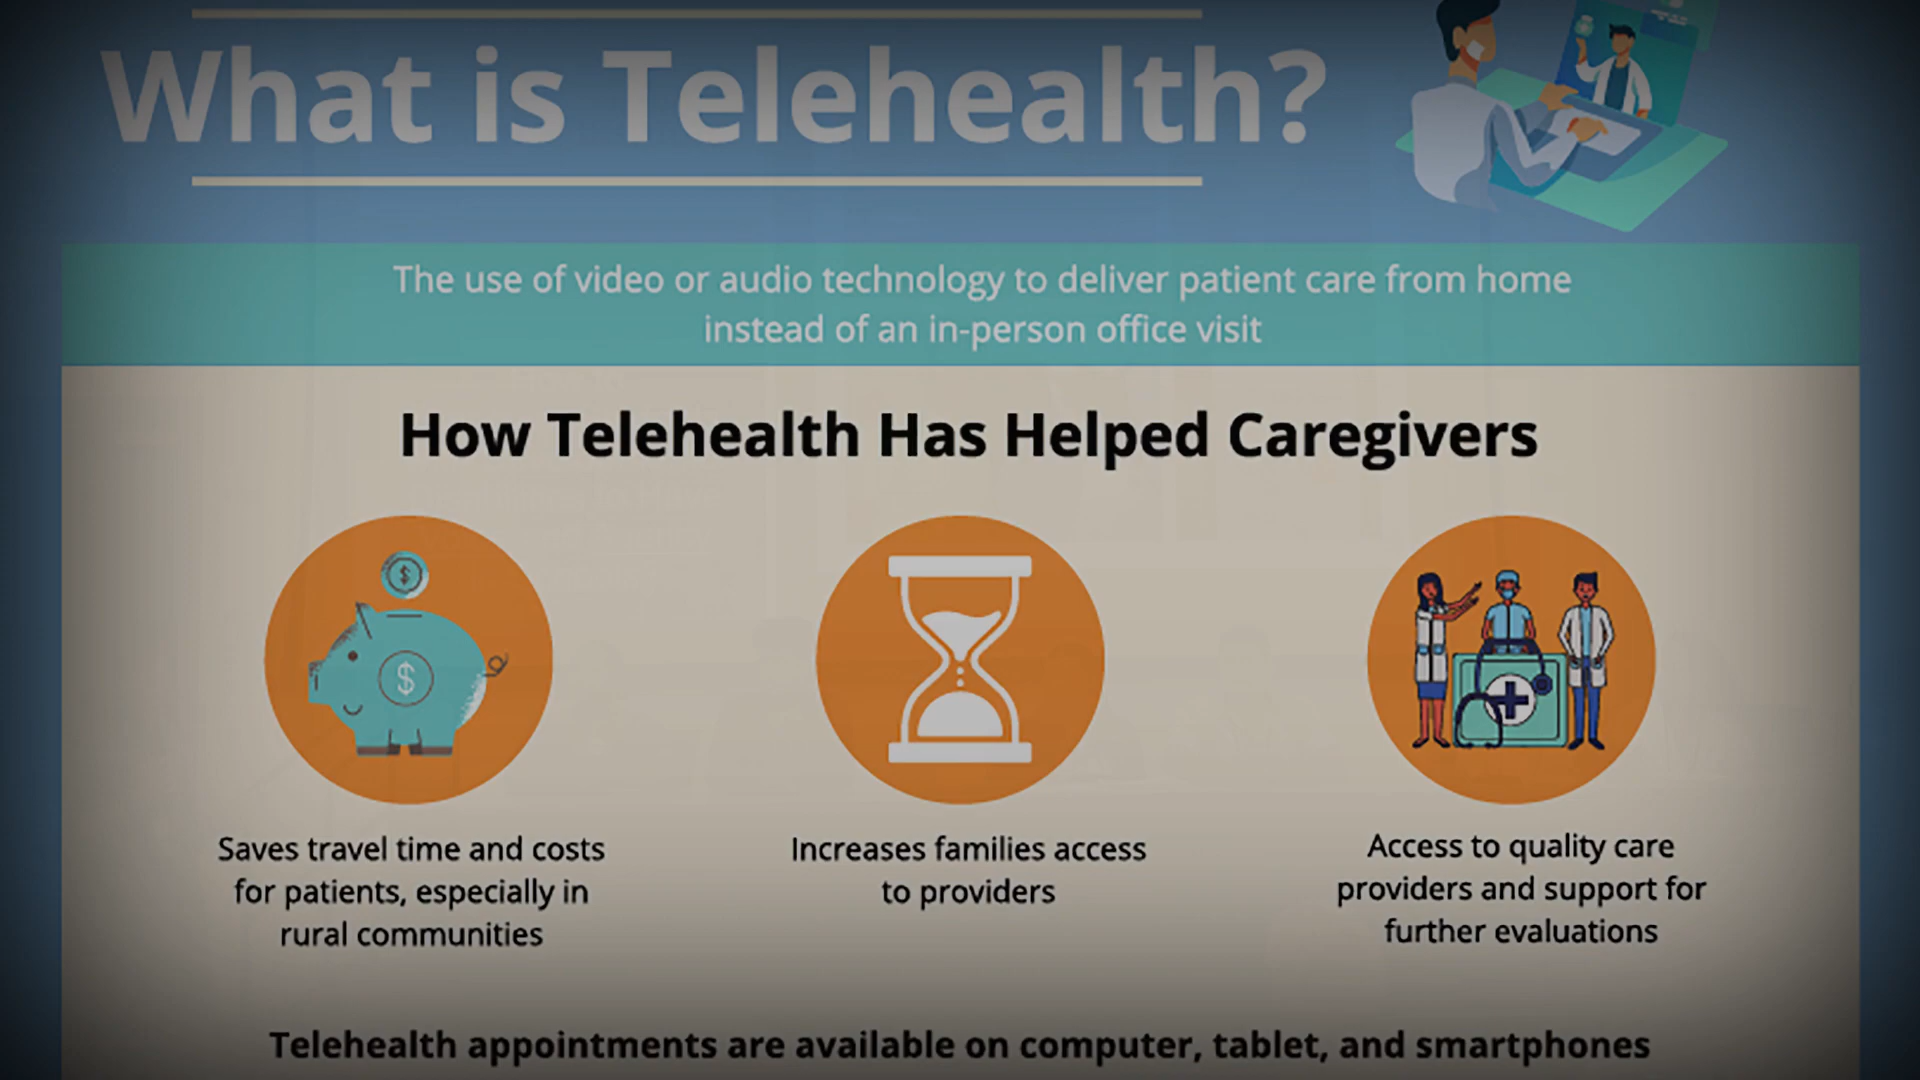 What is Telehealth?
The use of video or audio technology to deliver patient care from home
instead of an in-person office visit
How Telehealth Has Helped Caregivers
$
$
Saves travel time and costs
for patients, especially in
rural communities
Increases families access
to providers
Access to quality care
providers and support for
further evaluations
Telehealth appointments are available on computer, tablet, and smartphones